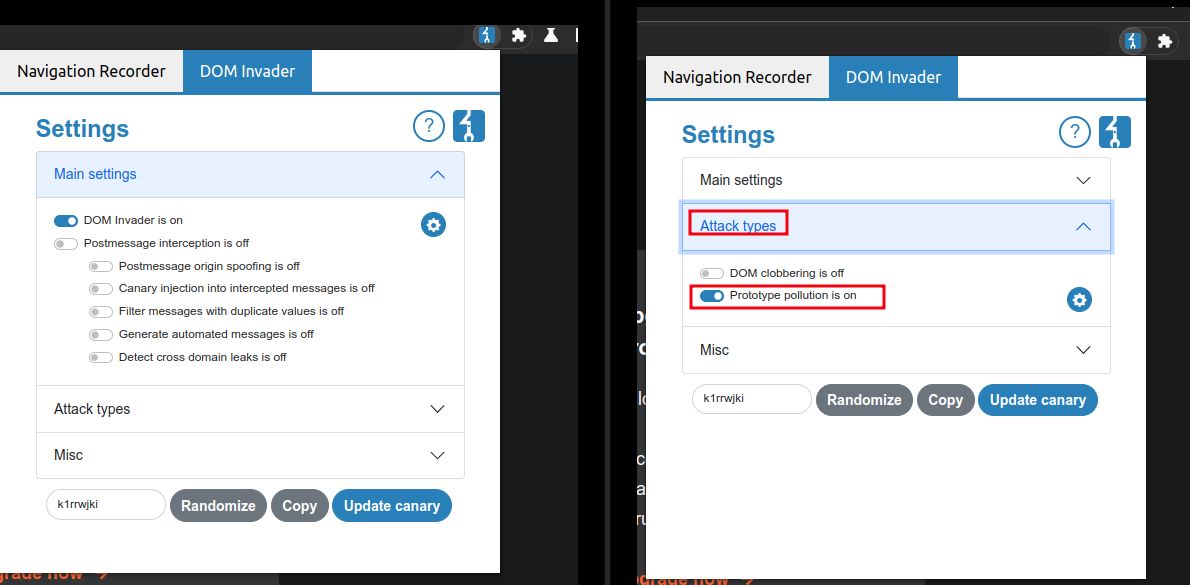 Navigation Recorder DOM Invader
Settings
?
Main settings
DOM Invader is on
Postmessage interception is off
Postmessage origin spoofing is off
Canary injection into intercepted messages is off
Filter messages with duplicate values is off
Generate automated messages is off
Detect cross domain leaks is off
Attack types
Misc
k1rrwjki Randomize Copy Update canary
grade now →
Navigation Recorder DOM Invader
Settings
?
Main settings
Attack types
DOM clobbering is off
Prototype pollution is on
Misc
k1rrwjki Randomize Copy Update canary
pgrade now →